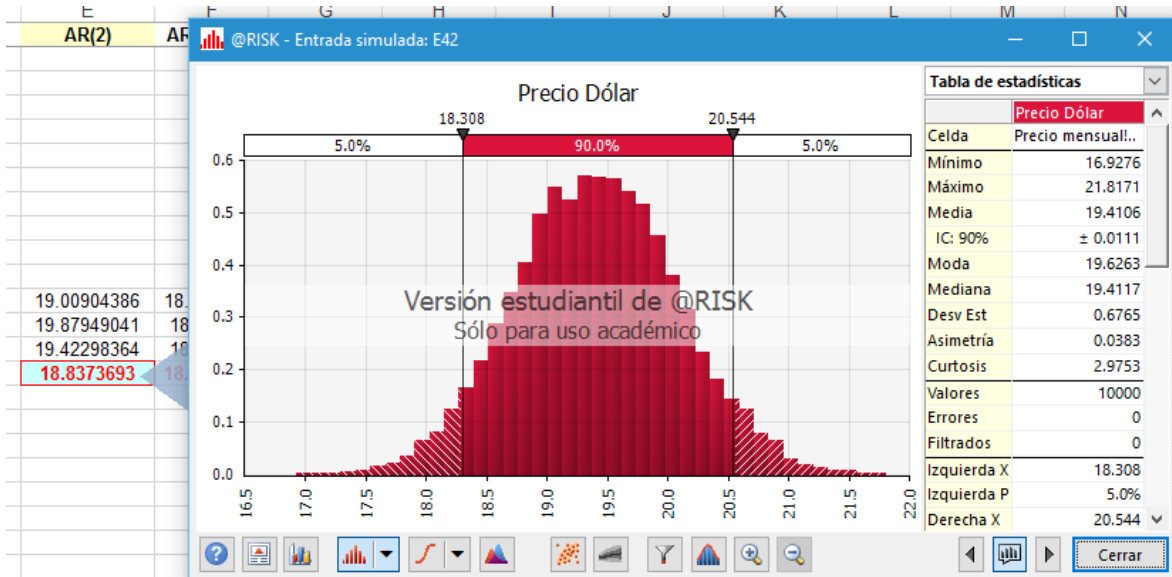 E F G H I J K L M N
AR(2) AR
@RISK - Entrada simulada: E42
Precio Dólar
18.308 20.544
5.0% 90.0% 5.0%
0.6
0.5
0.4
0.3
0.2
0.1
0.0
16.5 17.0 17.5 18.0 18.5 19.0 19.5 20.0 20.5 21.0 21.5 22.0
Versión estudiantil de @RISK
Sólo para uso académico
19.00904386 18.
19.87949041 18
19.42298364 18
18.8373693 18.
Tabla de estadísticas
Precio Dólar
Celda Precio mensual!..
Mínimo 16.9276
Máximo 21.8171
Media 19.4106
IC: 90% ± 0.0111
Moda 19.6263
Mediana 19.4117
Desv Est 0.6765
Asimetría 0.0383
Curtosis 2.9753
Valores 10000
Errores 0
Filtrados 0
Izquierda X 18.308
Izquierda P 5.0%
Derecha X 20.544
Cerrar